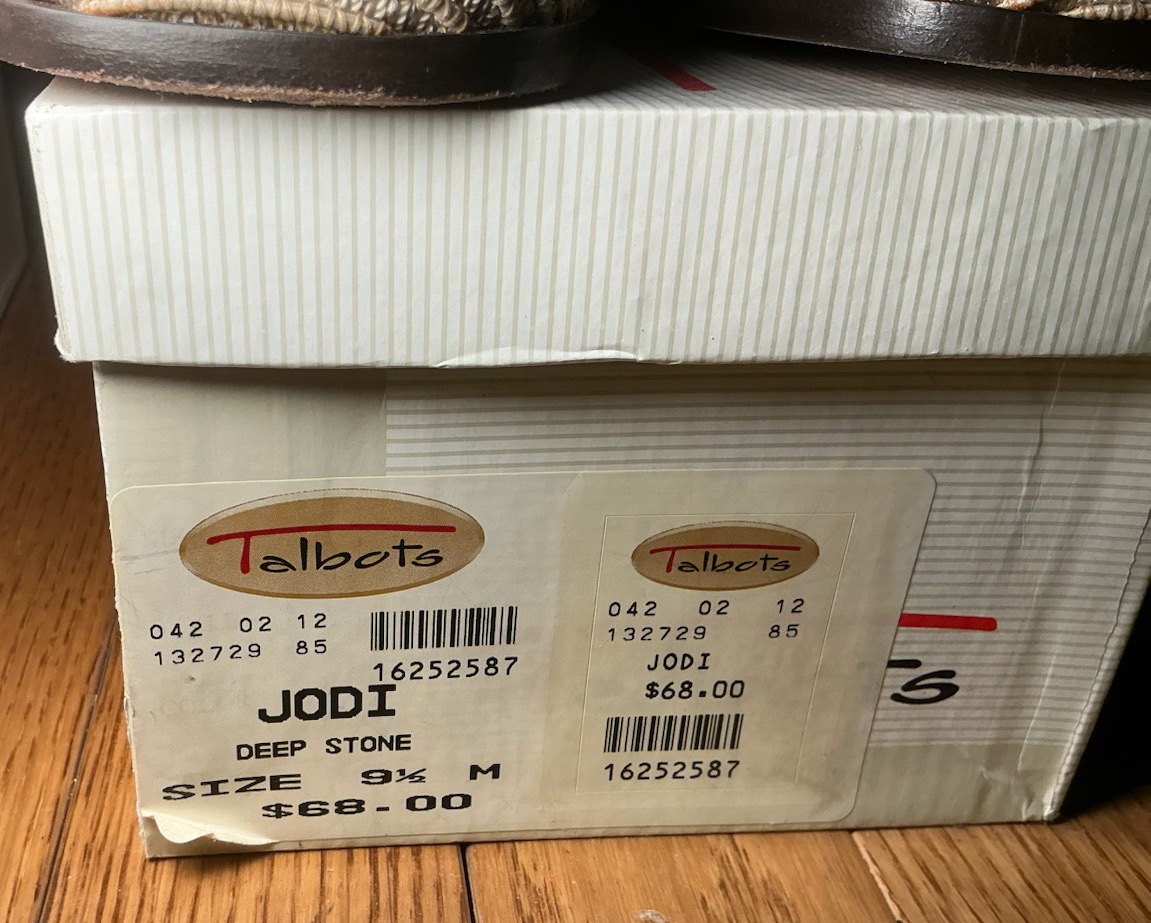 Talbots
042 02 12
132729 85
16252587
JODI
DEEP STONE
SIZE 9½ M
$68.00
Talbots
042 02 12
132729 85
JODI
$68.00
16252587
TS